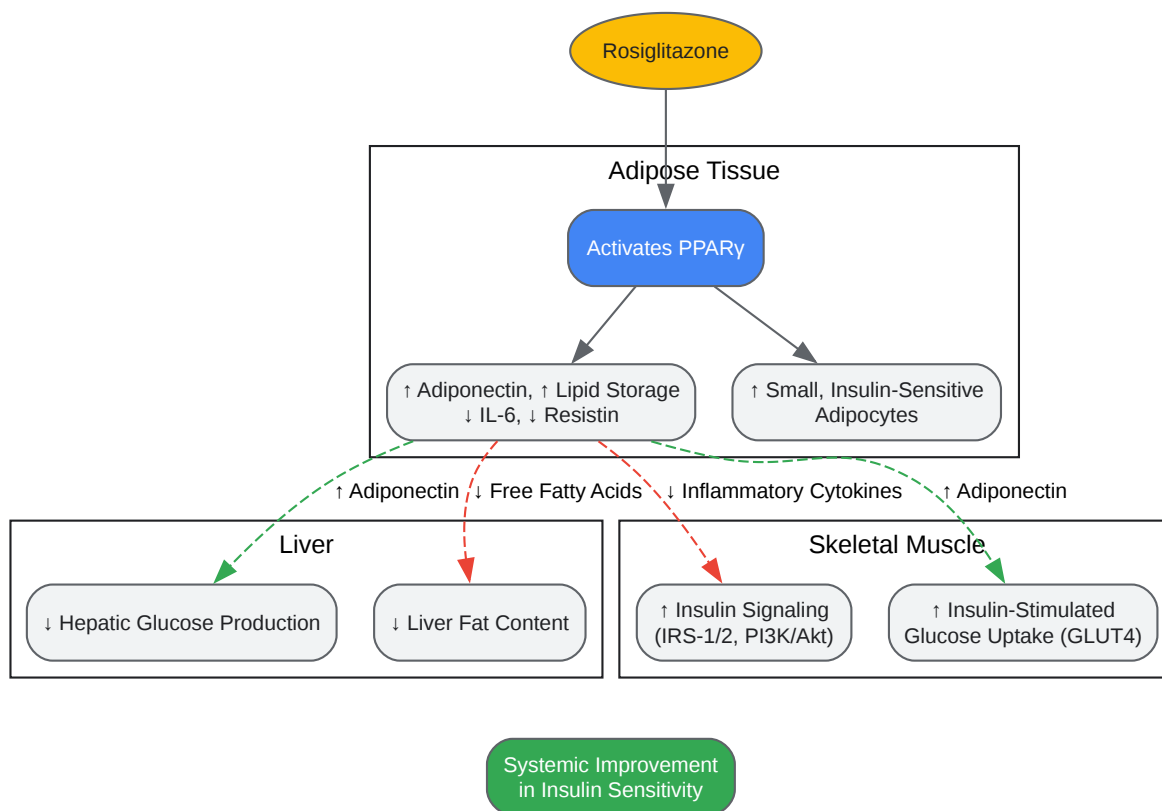 Rosiglitazone
Adipose Tissue
Activates PPARγ
↑ Adiponectin, ↑ Lipid Storage
↓ IL-6, ↓ Resistin
↑ Small, Insulin-Sensitive
Adipocytes
↑ Adiponectin
↓ Free Fatty Acids
↓ Inflammatory Cytokines
↑ Adiponectin
Liver
↓ Hepatic Glucose Production
↓ Liver Fat Content
Skeletal Muscle
↑ Insulin Signaling
(IRS-1/2, PI3K/Akt)
↑ Insulin-Stimulated
Glucose Uptake (GLUT4)
Systemic Improvement
in Insulin Sensitivity